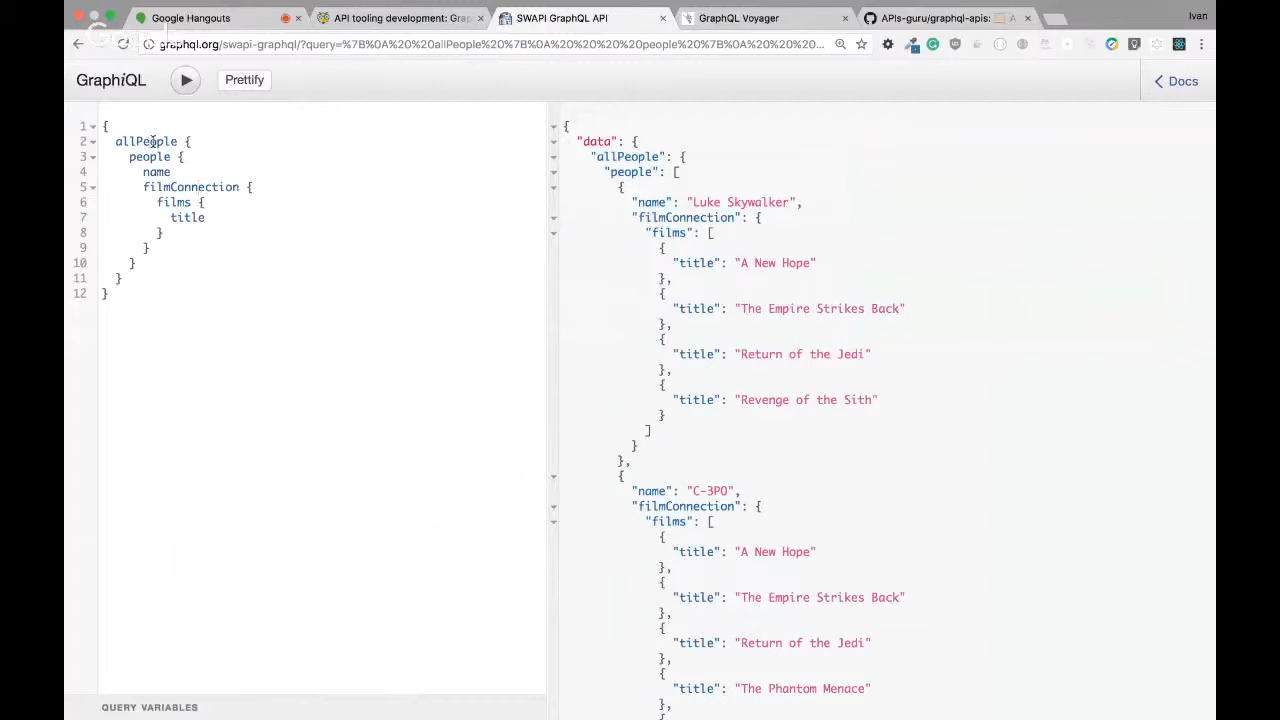 Google Hangouts
API tooling development: Grap
SWAPI GraphQL API
GraphQL Voyager
APIs-guru/graphql-apis:
Ivan
graphql.org/swapi-graphql/?query=%7B%0A%20%20allPeople%20%7B%0A%20%20%20%20people%20%7B%0A%20%20%20...
GraphiQL
Prettify
Docs
1 {
2 allPeople {
3 people {
4 name
5 filmConnection {
6 films {
7 title
8 }
9 }
10 }
11 }
12 }
QUERY VARIABLES
{
"data": {
"allPeople": {
"people": [
{
"name": "Luke Skywalker",
"filmConnection": {
"films": [
{
"title": "A New Hope"
},
{
"title": "The Empire Strikes Back"
},
{
"title": "Return of the Jedi"
},
{
"title": "Revenge of the Sith"
}
]
}
},
{
"name": "C-3PO",
"filmConnection": {
"films": [
{
"title": "A New Hope"
},
{
"title": "The Empire Strikes Back"
},
{
"title": "Return of the Jedi"
},
{
"title": "The Phantom Menace"
},
{